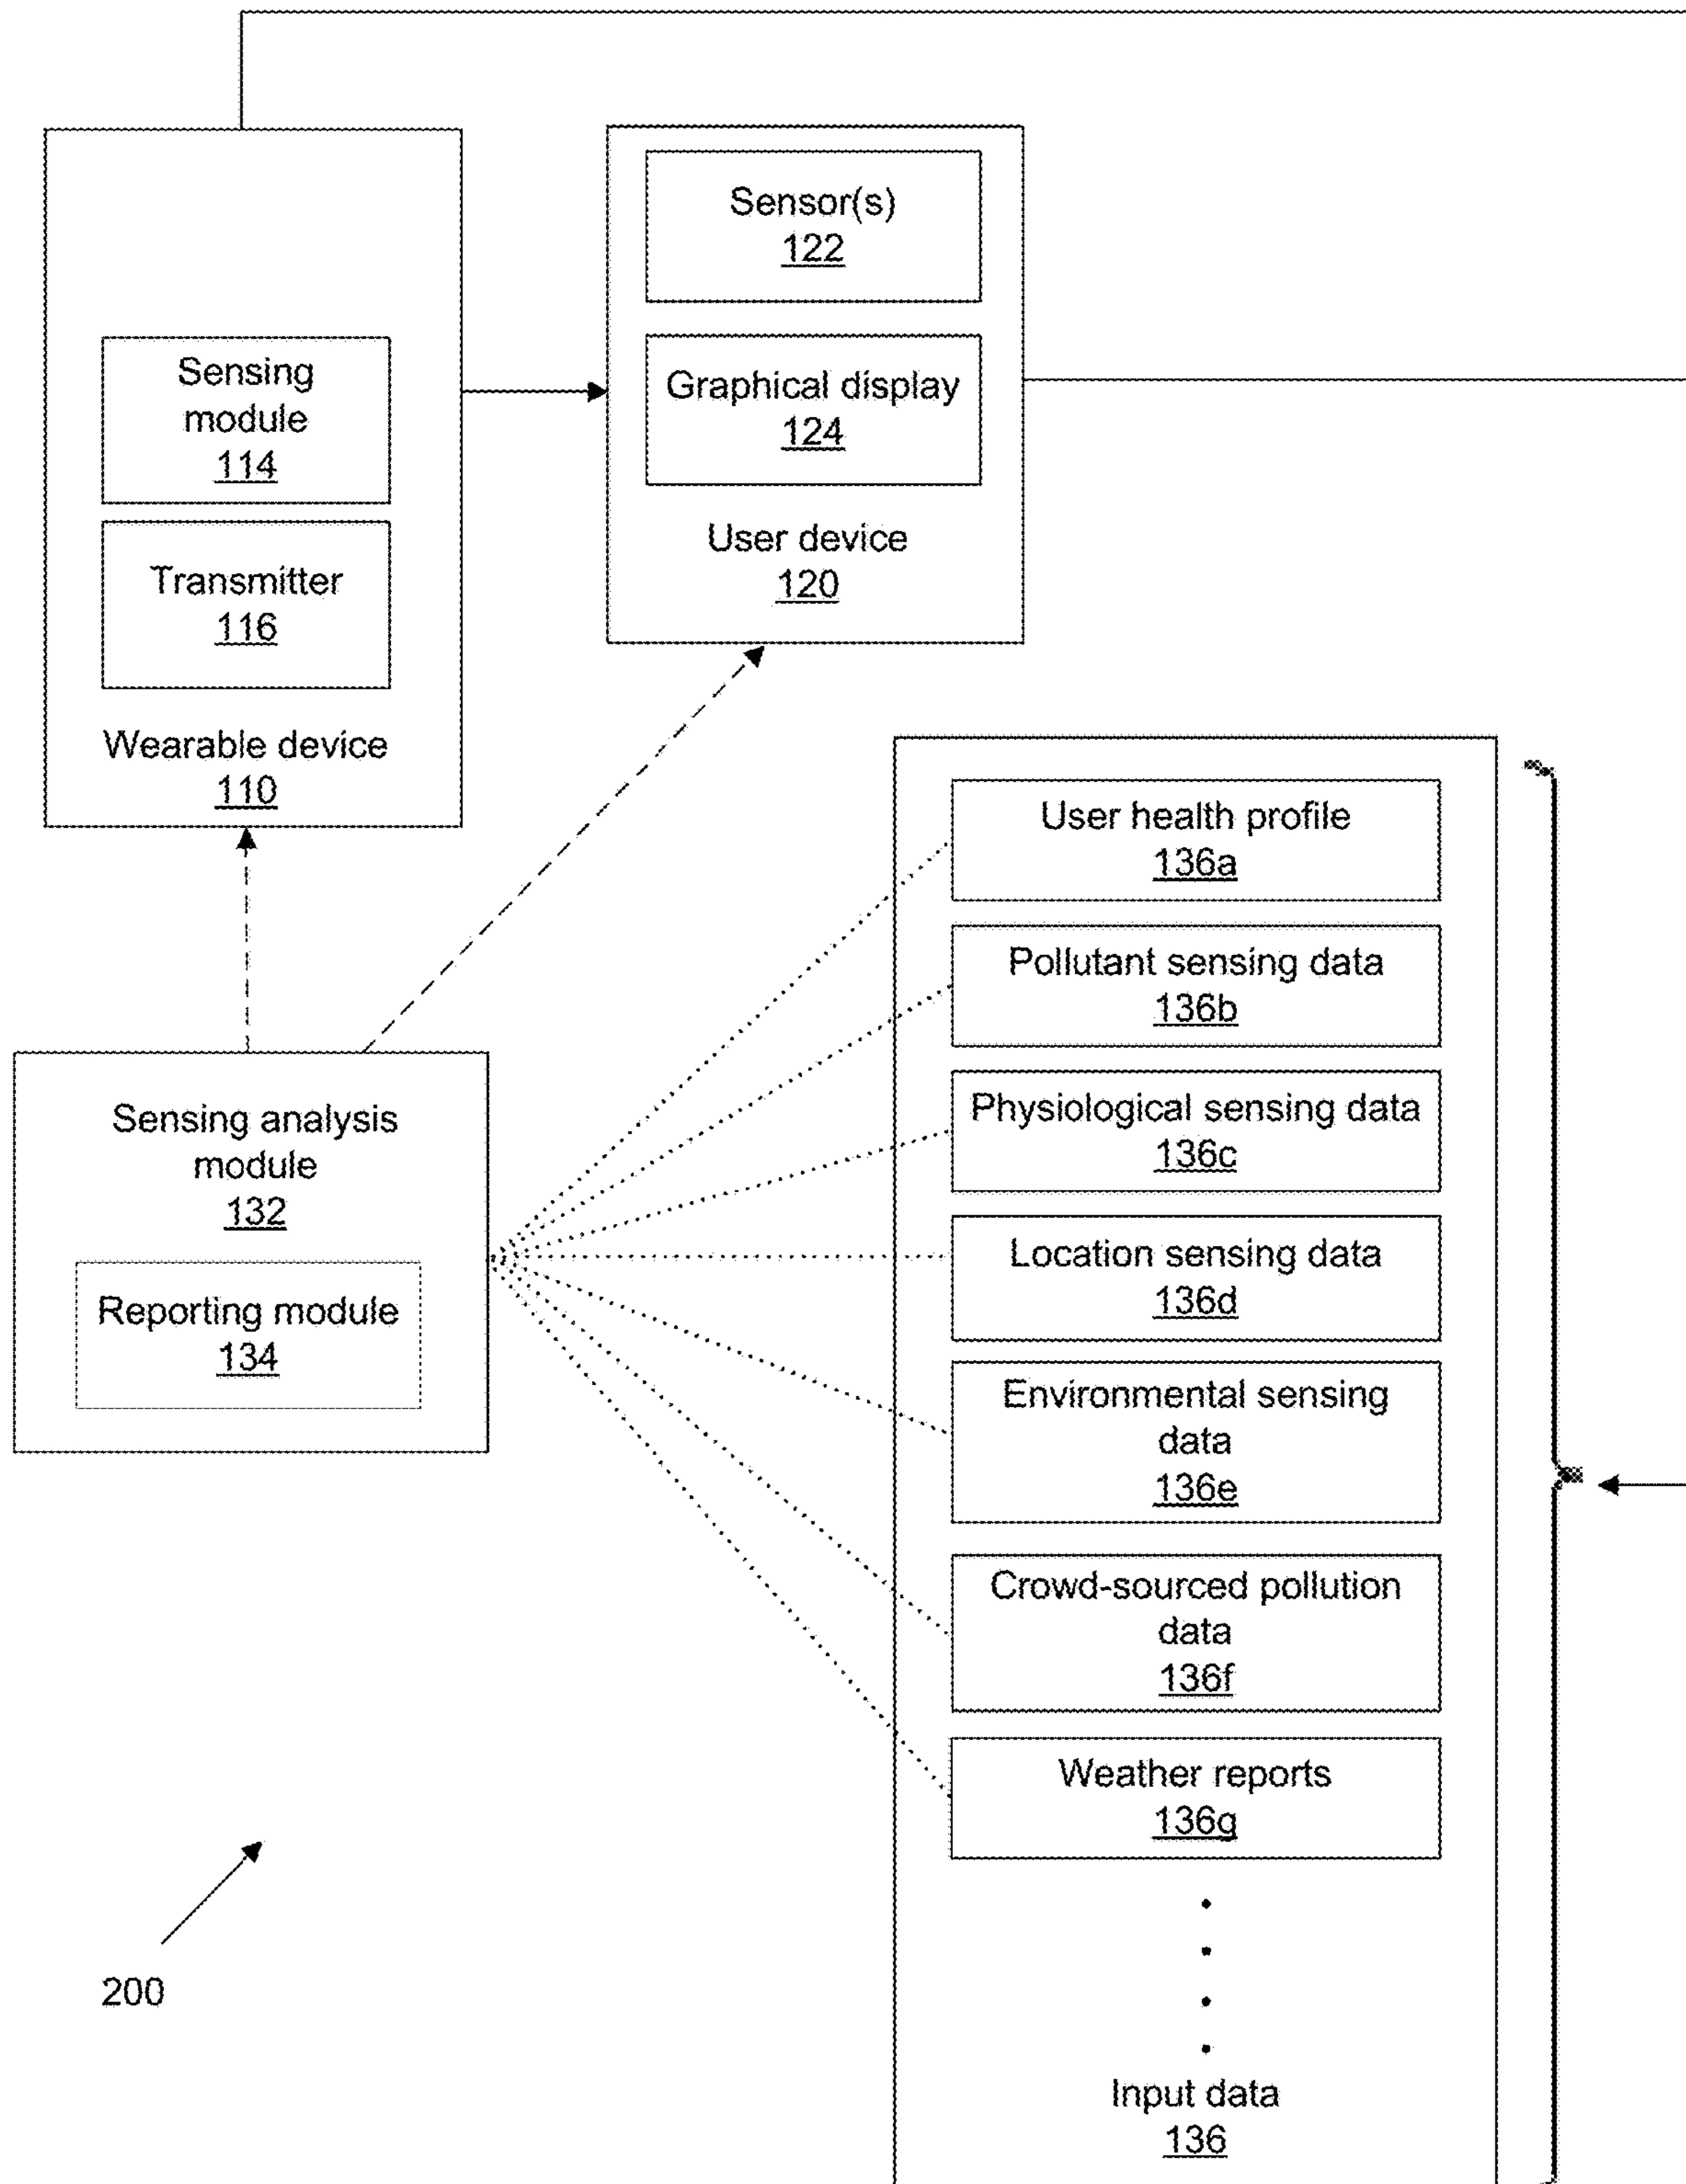 Sensor(s)
122
Graphical display
124
User device
120
Sensing
module
114
Transmitter
116
Wearable device
110
Sensing analysis
module
132
Reporting module
134
User health profile
136a
Pollutant sensing data
136b
Physiological sensing data
136c
Location sensing data
136d
Environmental sensing
data
136e
Crowd-sourced pollution
data
136f
Weather reports
136g
Input data
136
200